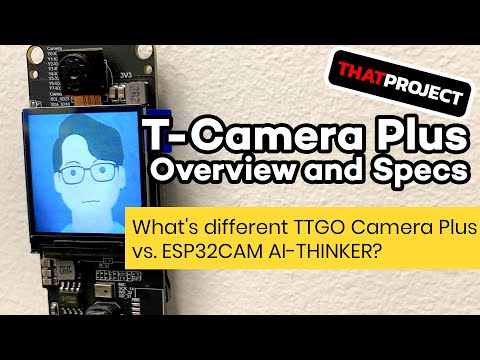 THATPROJECT
T-Camera Plus
Overview and Specs
What's different TTGO Camera Plus
vs. ESP32CAM AI-THINKER?
Camera
3V3